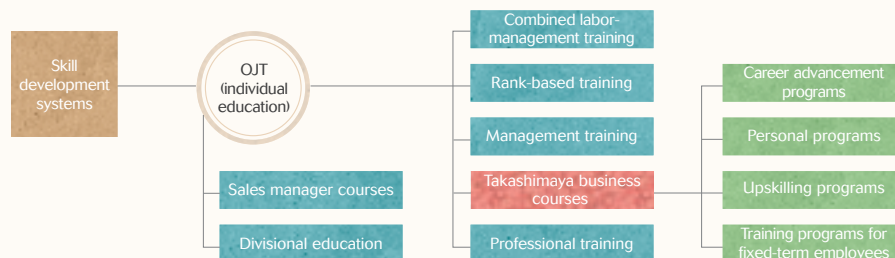 Skill
development
systems
OJT
(individual
education)
Sales manager courses
Divisional education
Combined labor-
management training
Rank-based training
Management training
Takashimaya business
courses
Professional training
Career advancement
programs
Personal programs
Upskilling programs
Training programs for
fixed-term employees